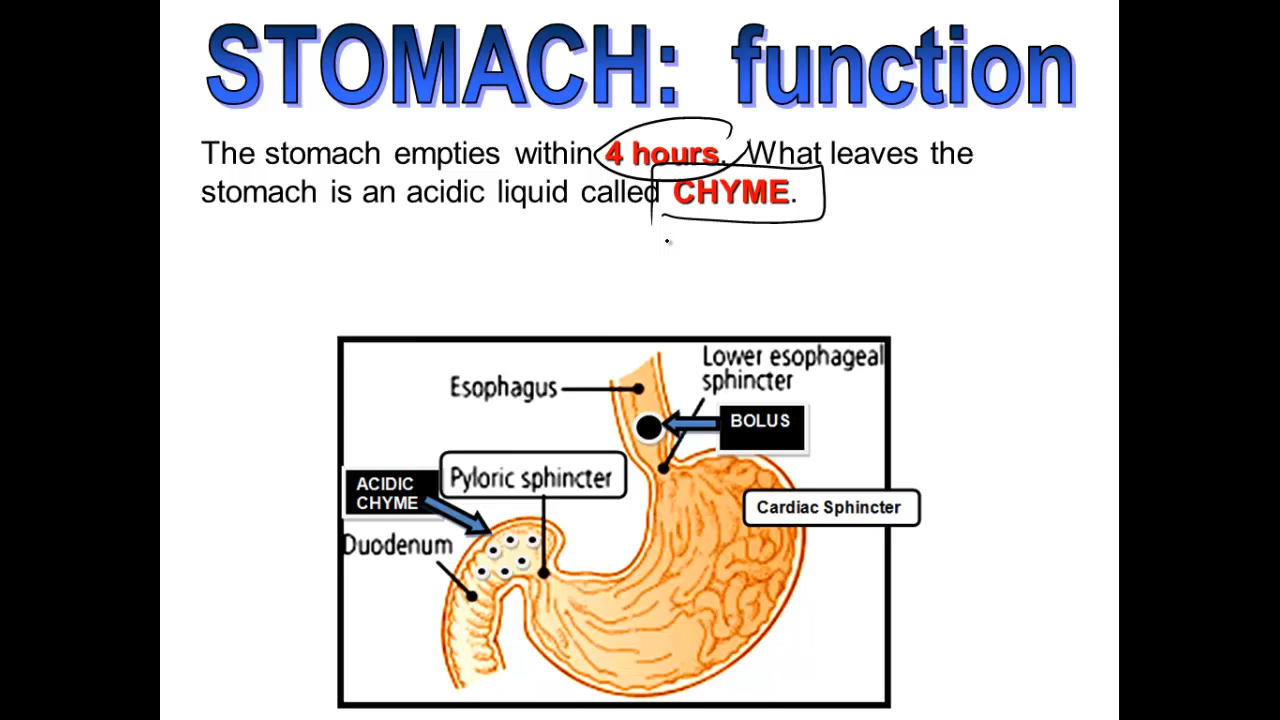 STOMACH: function
The stomach empties within 4 hours. What leaves the
stomach is an acidic liquid called CHYME.
Lower esophageal
sphincter
Esophagus
BOLUS
Pyloric sphincter
ACIDIC
CHYME
Cardiac Sphincter
Duodenum